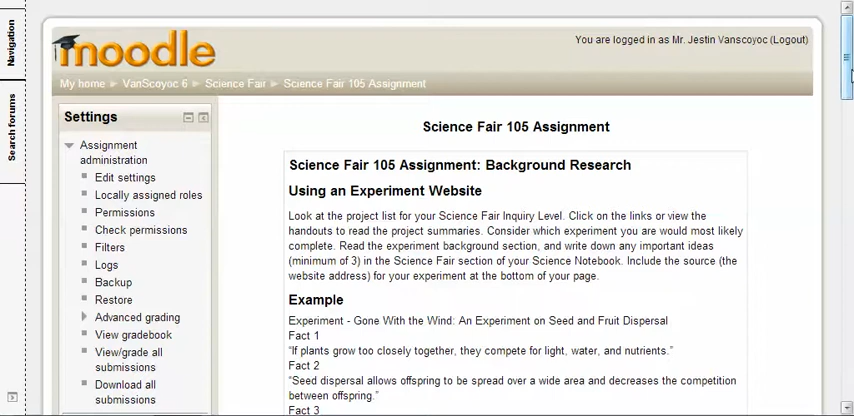 Navigation
Search forums
moodle
You are logged in as Mr. Jestin Vanscoyoc (Logout)
My home ► VanScoyoc 6 ► Science Fair ► Science Fair 105 Assignment
Settings
Assignment
administration
Edit settings
Locally assigned roles
Permissions
Check permissions
Filters
Logs
Backup
Restore
Advanced grading
View gradebook
View/grade all
submissions
Download all
submissions
Science Fair 105 Assignment
Science Fair 105 Assignment: Background Research
Using an Experiment Website
Look at the project list for your Science Fair Inquiry Level. Click on the links or view the
handouts to read the project summaries. Consider which experiment you are would most likely
complete. Read the experiment background section, and write down any important ideas
(minimum of 3) in the Science Fair section of your Science Notebook. Include the source (the
website address) for your experiment at the bottom of your page.
Example
Experiment - Gone With the Wind: An Experiment on Seed and Fruit Dispersal
Fact 1
“If plants grow too closely together, they compete for light, water, and nutrients.”
Fact 2
“Seed dispersal allows offspring to be spread over a wide area and decreases the competition
between offspring.”
Fact 3